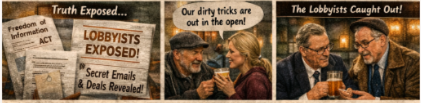 Truth Exposed...
Freedom of
Information
ACT
LOBBYISTS
EXPOSED!
Secret Emails
& Deals Revealed!
Our dirty tricks are
out in the open!
The Lobbyists Caught Out!